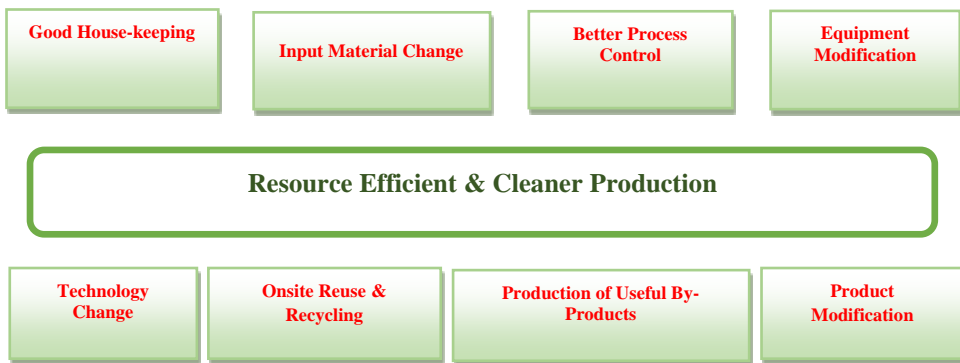 Good House-keeping
Input Material Change
Better Process
Control
Equipment
Modification
Resource Efficient & Cleaner Production
Technology
Change
Onsite Reuse &
Recycling
Production of Useful By-
Products
Product
Modification